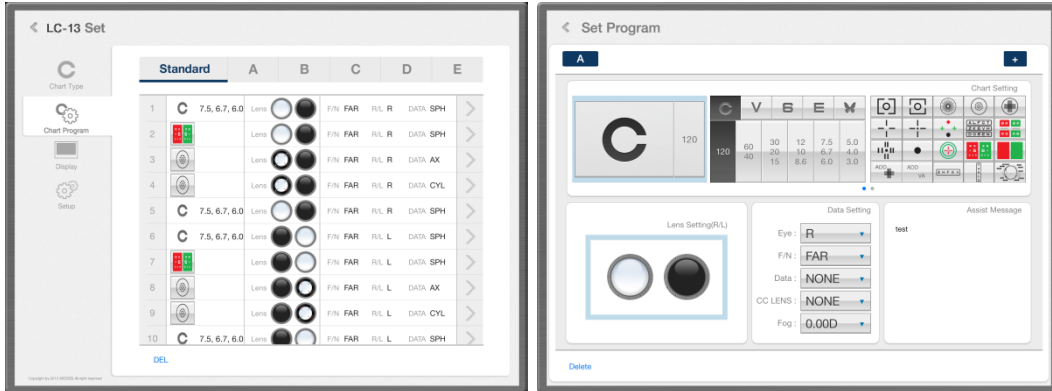 LC-13 Set
Chart Type
Chart Program
Display
Setup
Standard A B C D E
1 C 7.5, 6.7, 6.0 Lens F/N FAR R/L R DATA SPH
2 Lens F/N FAR R/L R DATA SPH
3 Lens F/N FAR R/L R DATA AX
4 Lens F/N FAR R/L R DATA CYL
5 C 7.5, 6.7, 6.0 Lens F/N FAR R/L R DATA SPH
6 C 7.5, 6.7, 6.0 Lens F/N FAR R/L L DATA SPH
7 Lens F/N FAR R/L L DATA SPH
8 Lens F/N FAR R/L L DATA AX
9 Lens F/N FAR R/L L DATA CYL
10 C 7.5, 6.7, 6.0 Lens F/N FAR R/L L DATA SPH
DEL
Set Program
A +
Chart Setting
C 120
C V 6 E
120 60 30 12 7.5 5.0
40 20 10 6.7 4.0
15 8.6 6.0 3.0
ADD ADD
VA
Lens Setting(R/L)
Data Setting
Eye : R
F/N : FAR
Data : NONE
CC LENS : NONE
Fog : 0.00D
Assist Message
test
Delete